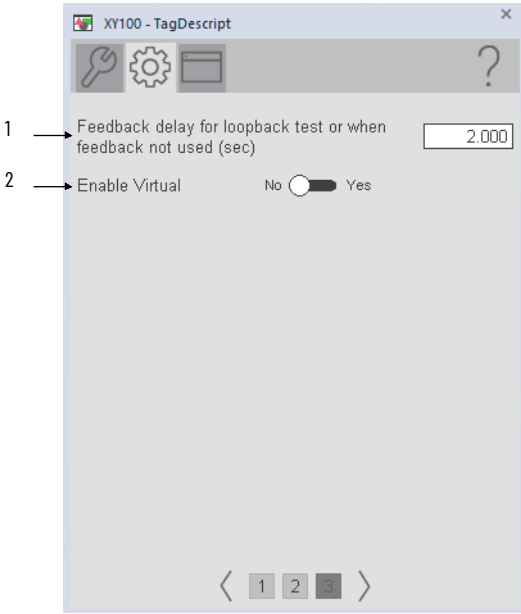 XY100 - TagDescript
×
?
1
Feedback delay for loopback test or when
feedback not used (sec)
2.000
2
Enable Virtual
No
Yes
1 2 3